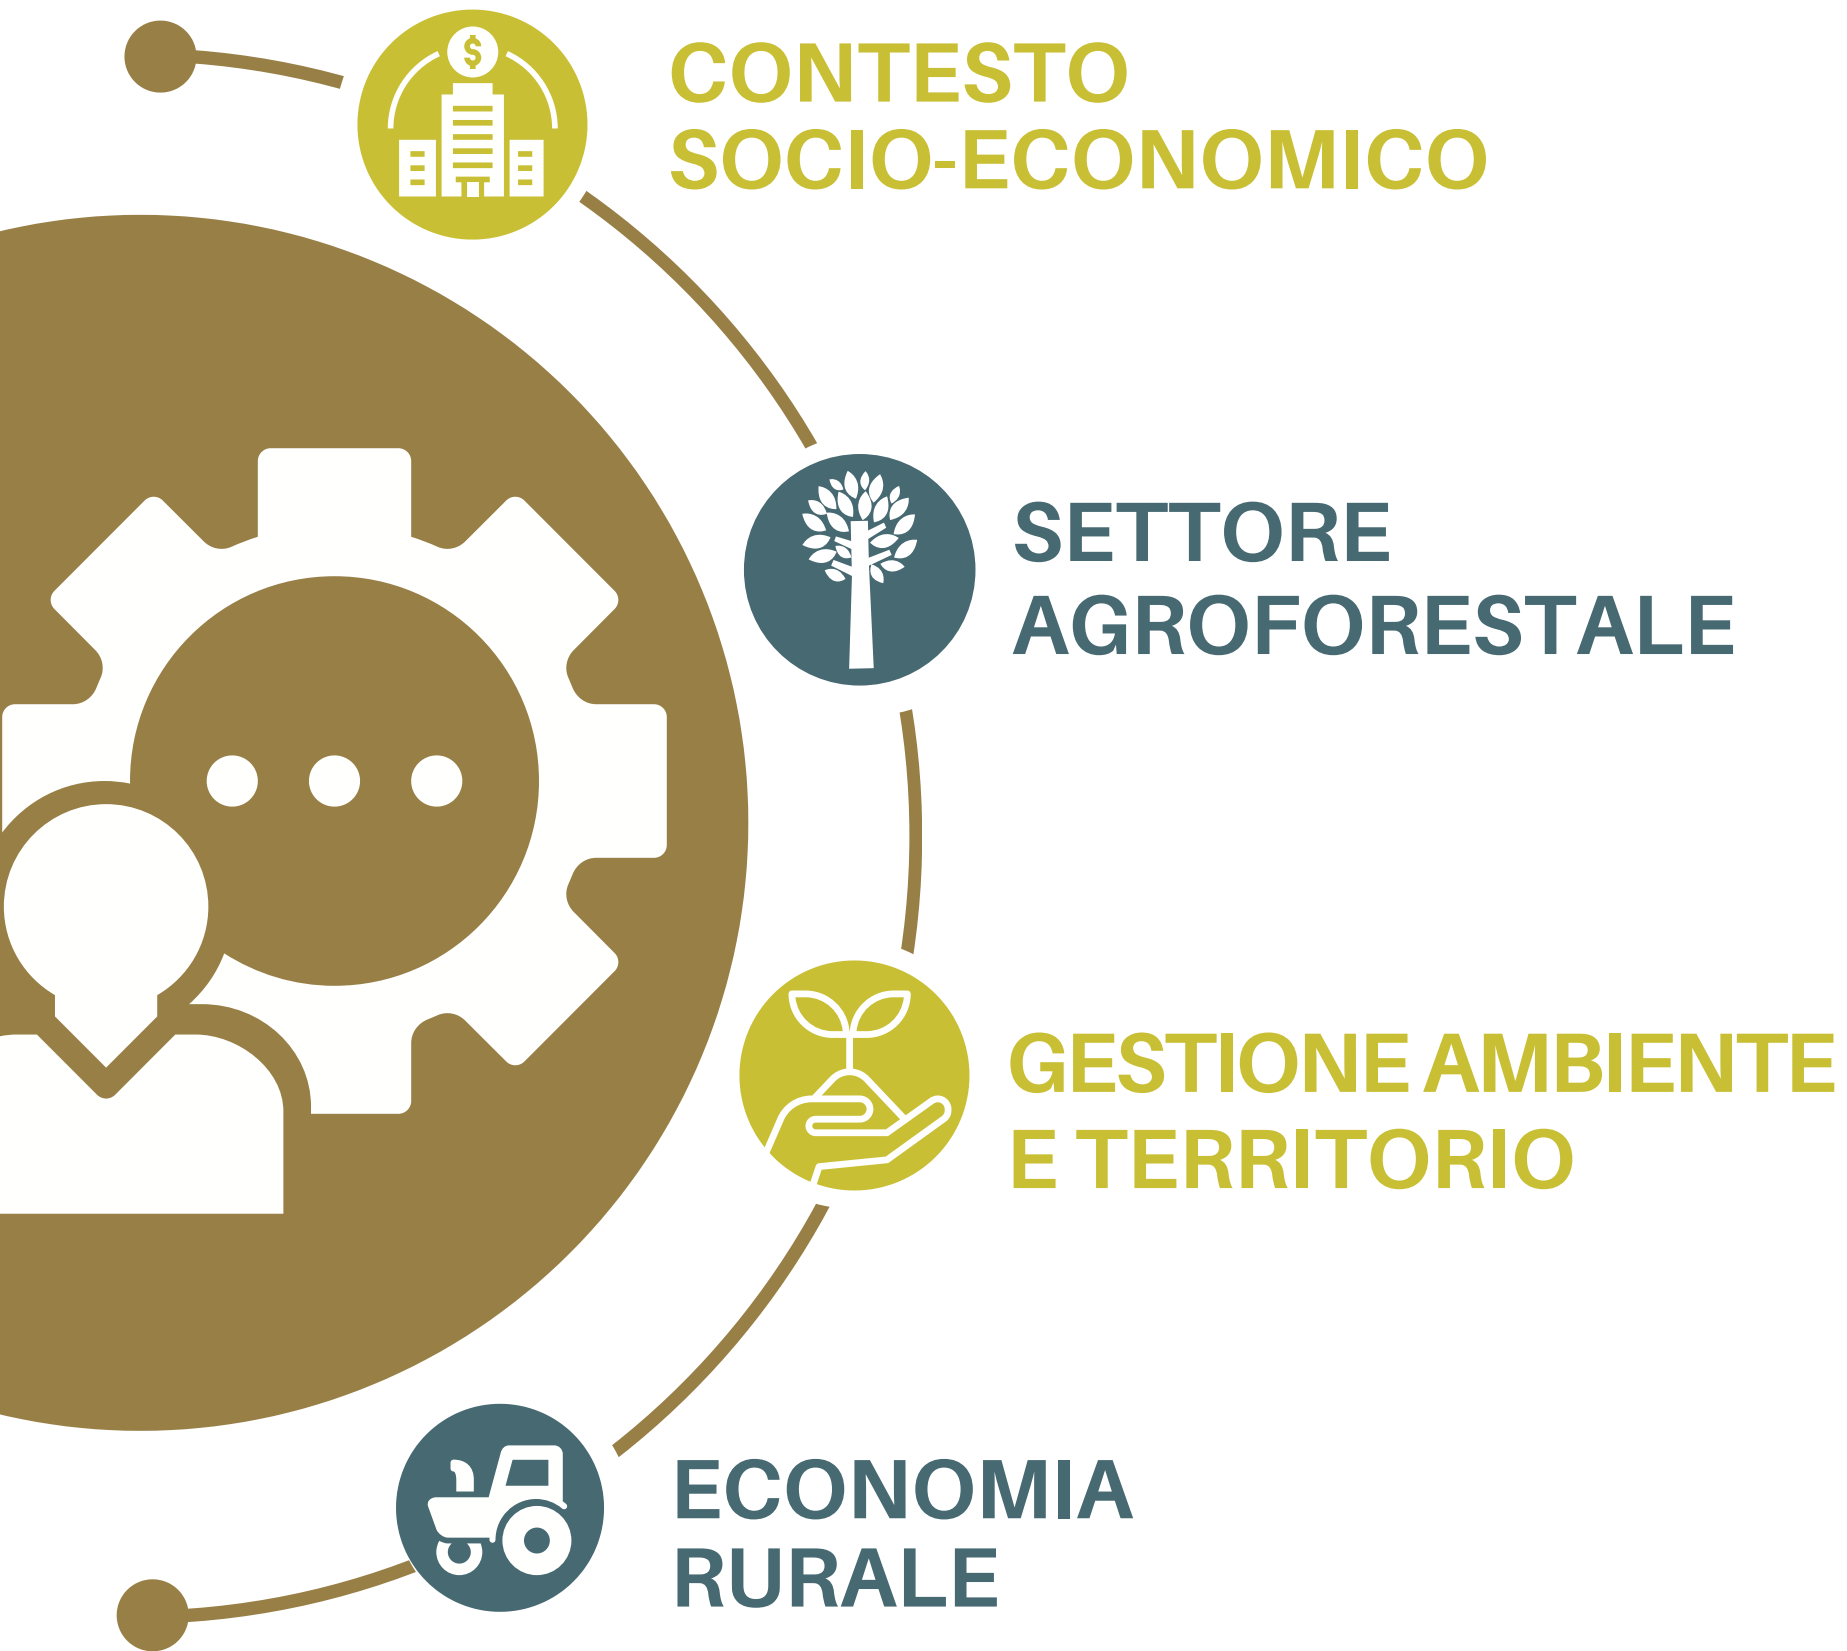 $
CONTESTO
SOCIO-ECONOMICO
SETTORE
AGROFORESTALE
GESTIONE AMBIENTE
E TERRITORIO
ECONOMIA
RURALE